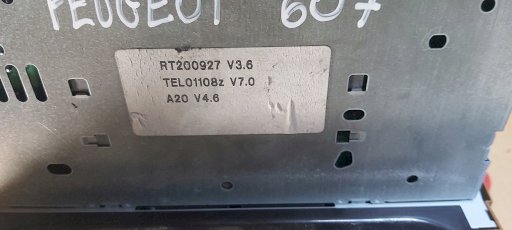 PEUGEOT 607
RT200927 V3.6
TEL01108z V7.0
A20 V4.6